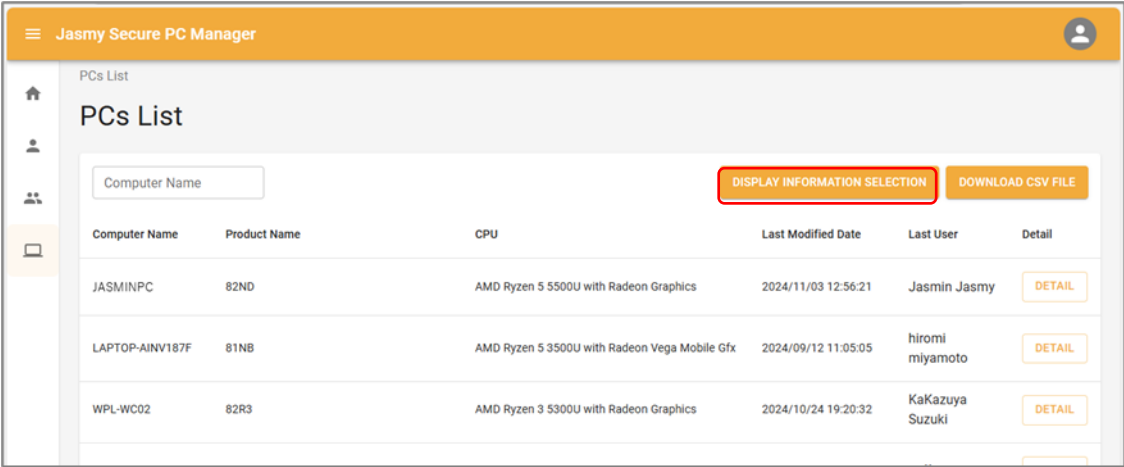 Jasmy Secure PC Manager
PCs List
PCs List
Computer Name
DISPLAY INFORMATION SELECTION
DOWNLOAD CSV FILE
Computer Name Product Name CPU Last Modified Date Last User Detail
JASMINPC 82ND AMD Ryzen 5 5500U with Radeon Graphics 2024/11/03 12:56:21 Jasmin Jasmy DETAIL
LAPTOP-AINV187F 81NB AMD Ryzen 5 3500U with Radeon Vega Mobile Gfx 2024/09/12 11:05:05 hiromi miyamoto DETAIL
WPL-WC02 82R3 AMD Ryzen 3 5300U with Radeon Graphics 2024/10/24 19:20:32 KaKazuya Suzuki DETAIL